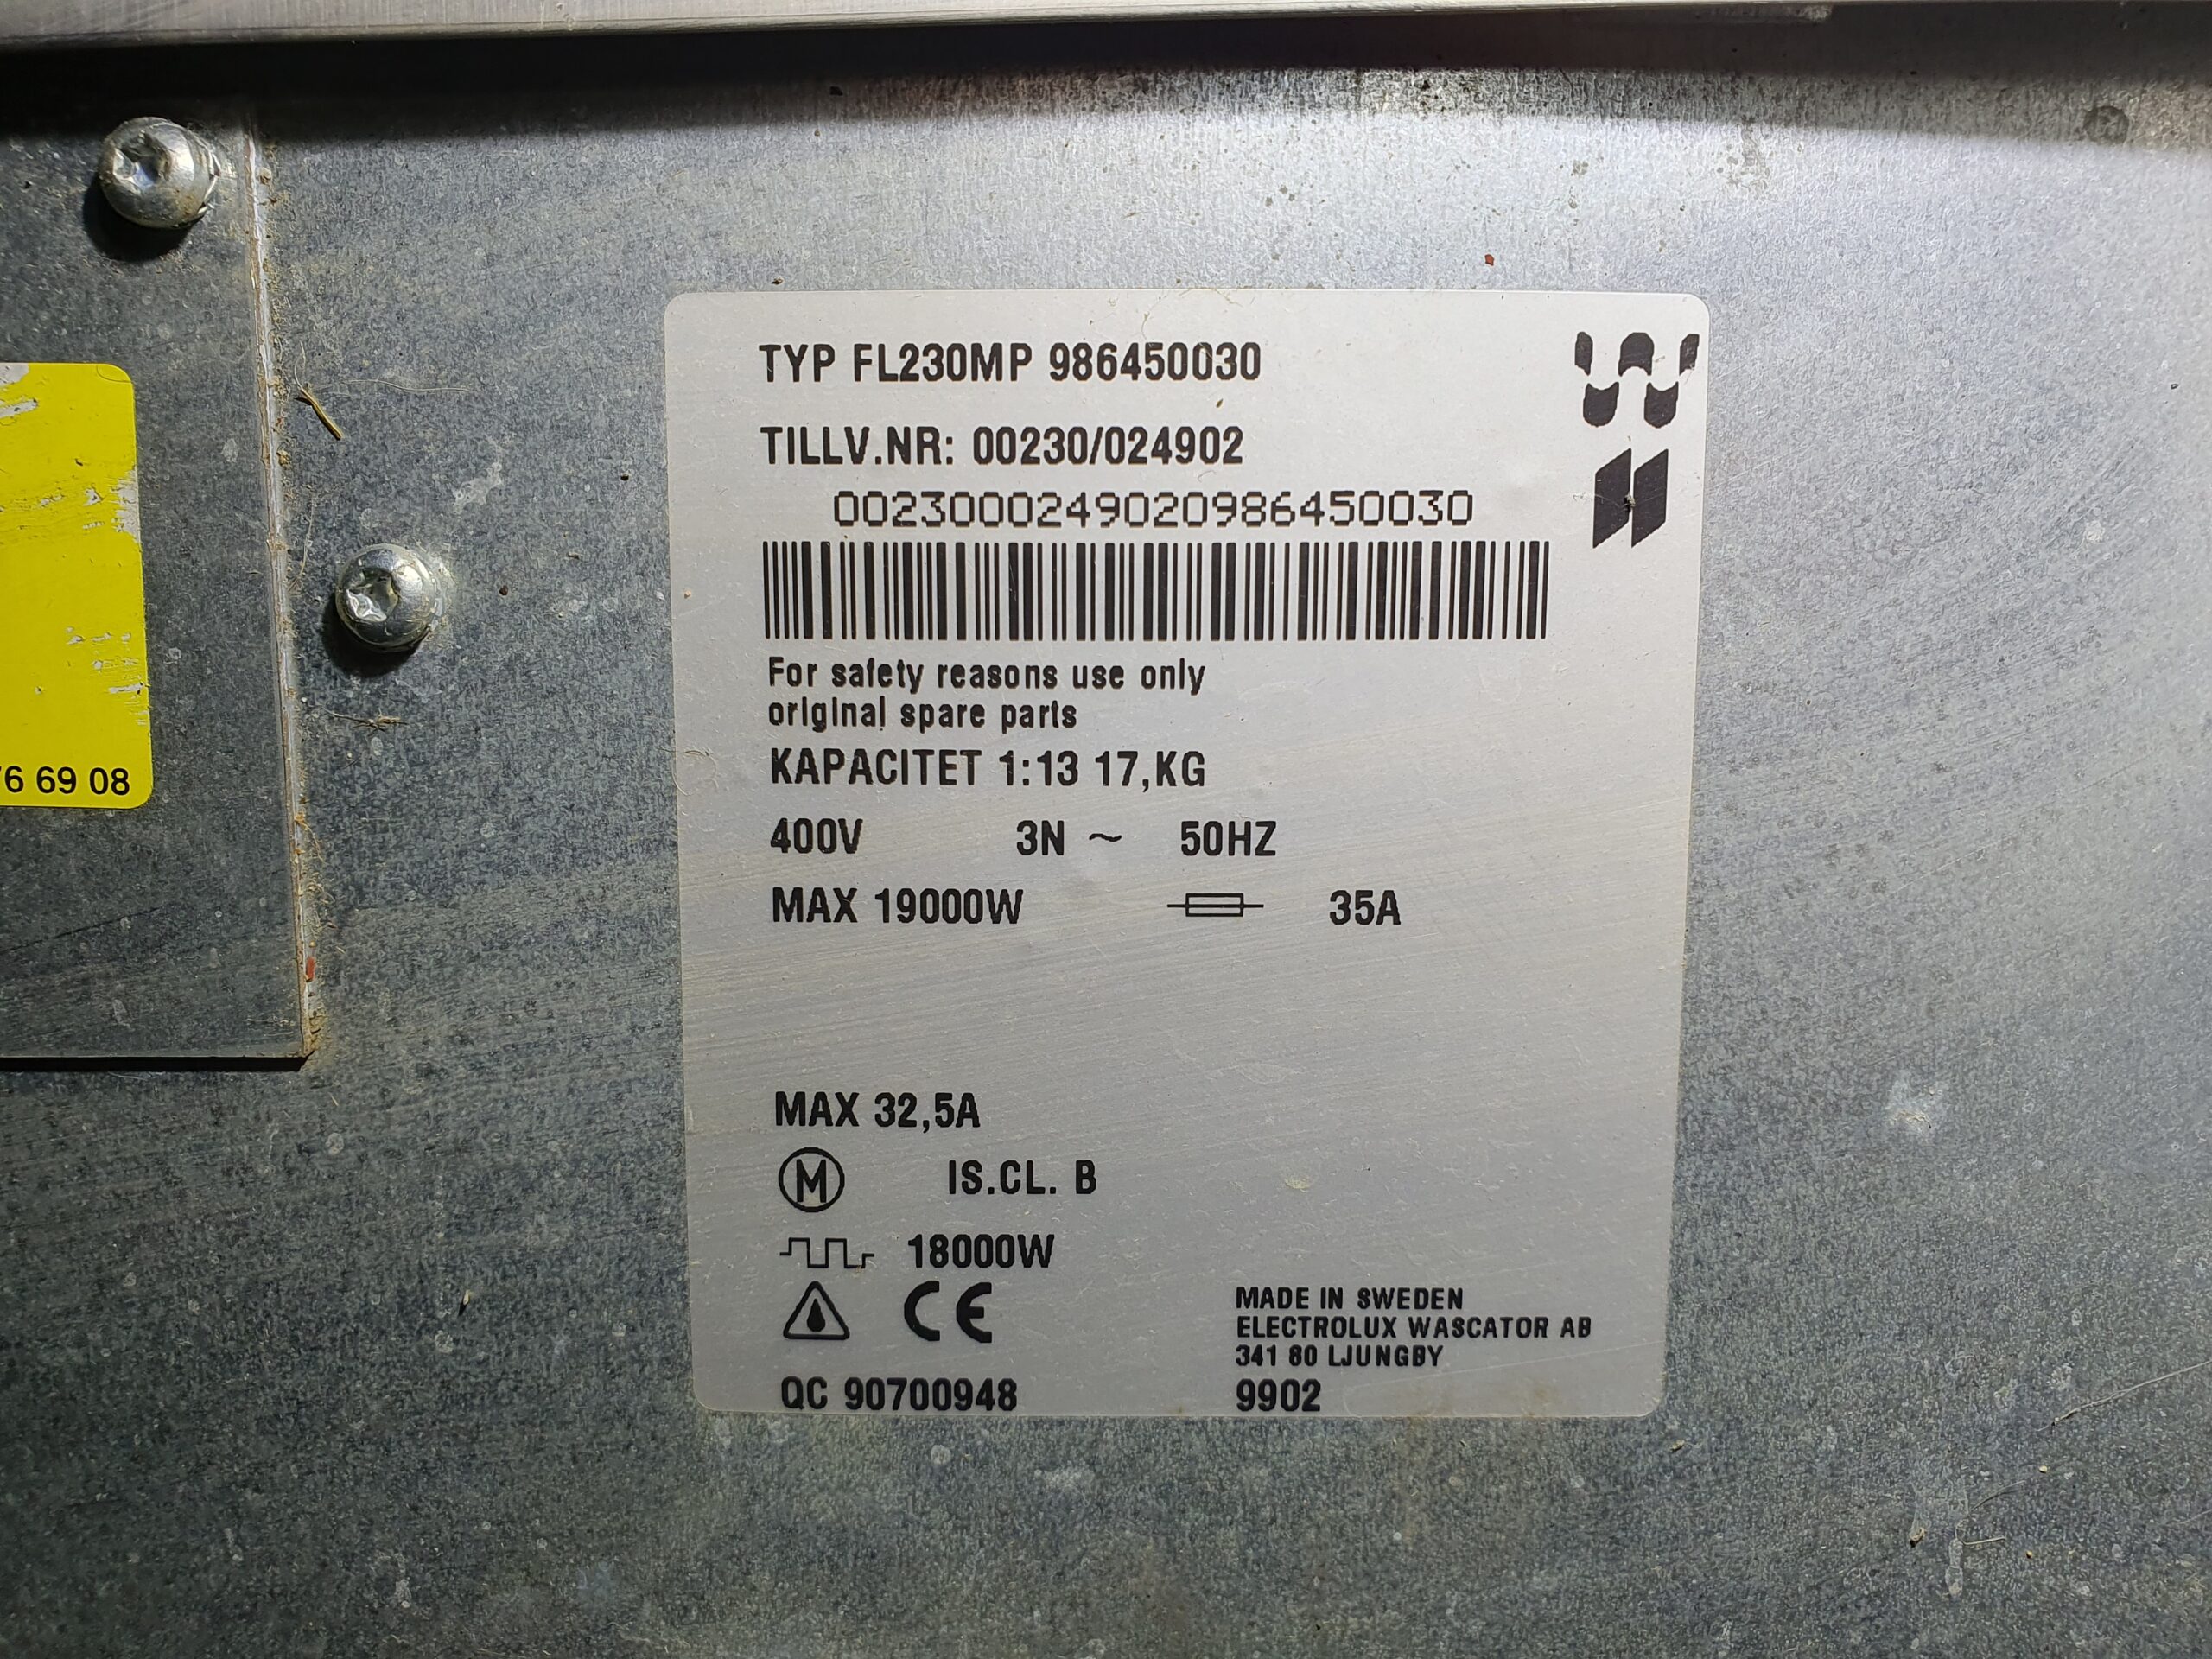 TYP FL230MP 986450030
TILLV.NR: 00230/024902
0023000249020986450030
For safety reasons use only
original spare parts
KAPACITET 1:13 17,KG
400V 3N ~ 50HZ
MAX 19000W 35A
MAX 32,5A
M IS.CL. B
18000W
CE
MADE IN SWEDEN
ELECTROLUX WASCATOR AB
341 80 LJUNGBY
QC 90700948 9902
6 69 08